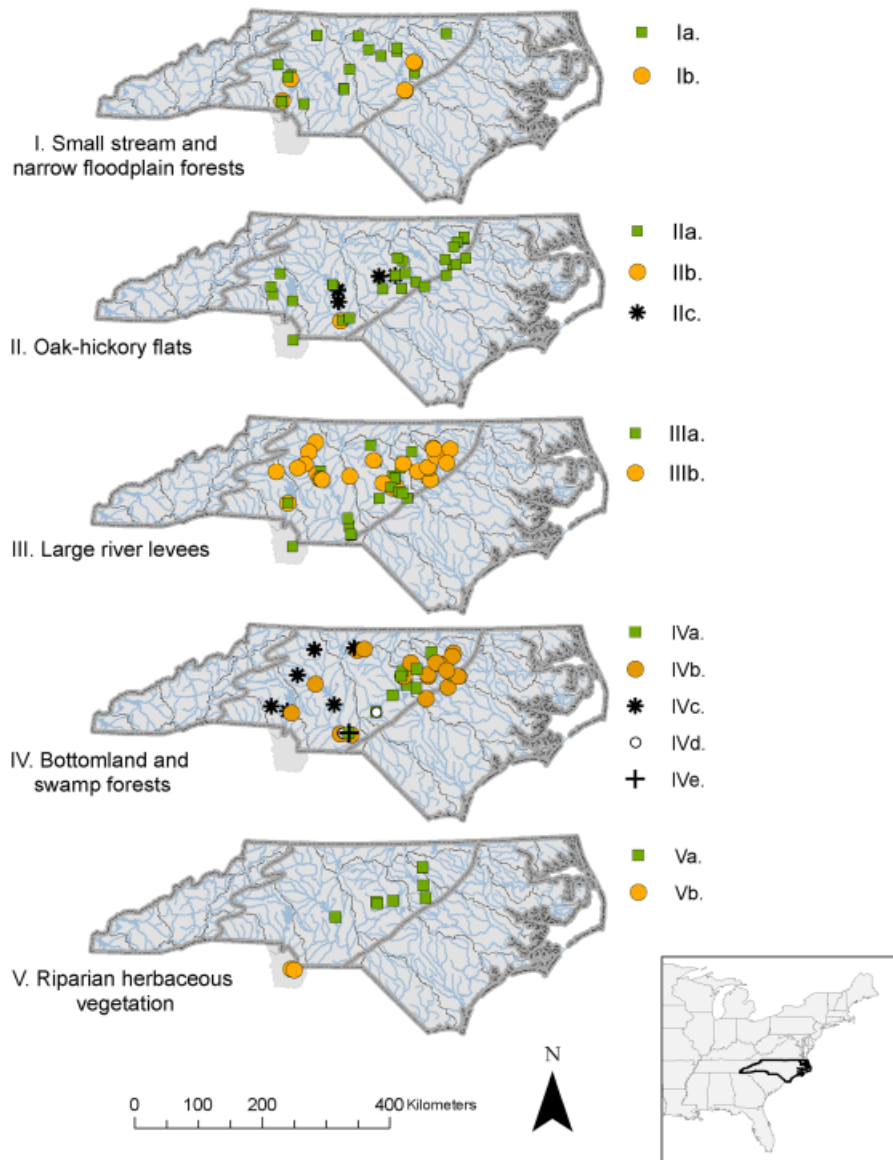 Ia.
Ib.
I. Small stream and
narrow floodplain forests
IIa.
IIb.
IIc.
II. Oak-hickory flats
IIIa.
IIIb.
III. Large river levees
IVa.
IVb.
IVc.
IVd.
IVe.
IV. Bottomland and
swamp forests
Va.
Vb.
V. Riparian herbaceous
vegetation
N
0 100 200 400 Kilometers